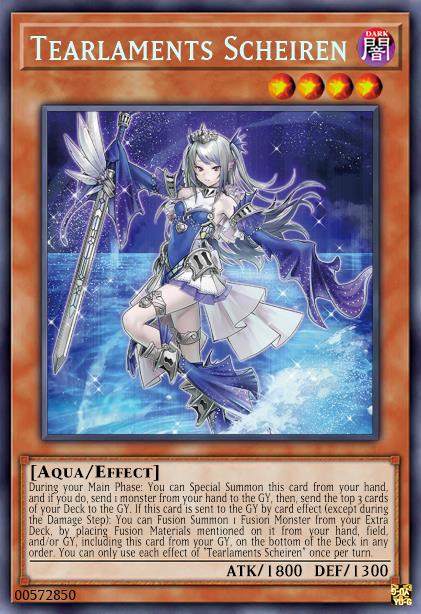 TEARLAMENTS SCHEIREN
DARK
闇
[AQUA/EFFECT]
During your Main Phase: You can Special Summon this card from your hand,
and if you do, send 1 monster from your hand to the GY, then, send the top 3 cards
of your Deck to the GY. If this card is sent to the GY by card effect (except during
the Damage Step): You can Fusion Summon 1 Fusion Monster from your Extra
Deck, by placing Fusion Materials mentioned on it from your hand, field,
and/or GY, including this card from your GY, on the bottom of the Deck in any
order. You can only use each effect of "Tearlaments Scheiren" once per turn.
ATK/1800 DEF/1300
00572850